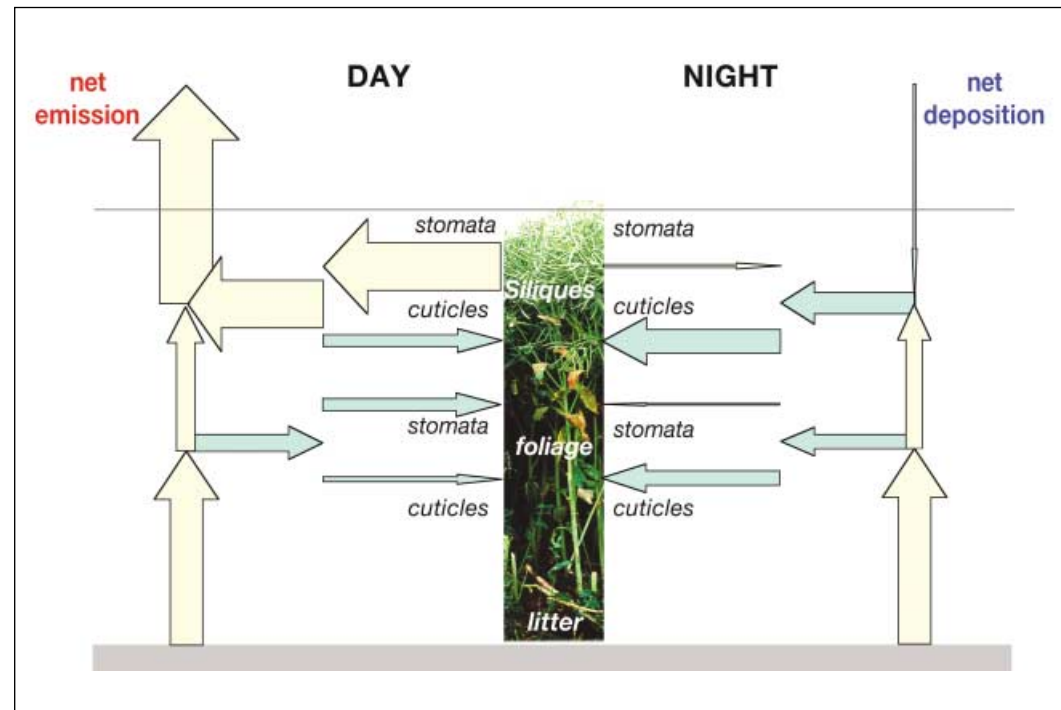 DAY
NIGHT
net
emission
net
deposition
stomata
stomata
Siliques
cuticles
cuticles
stomata
foliage
stomata
cuticles
cuticles
litter